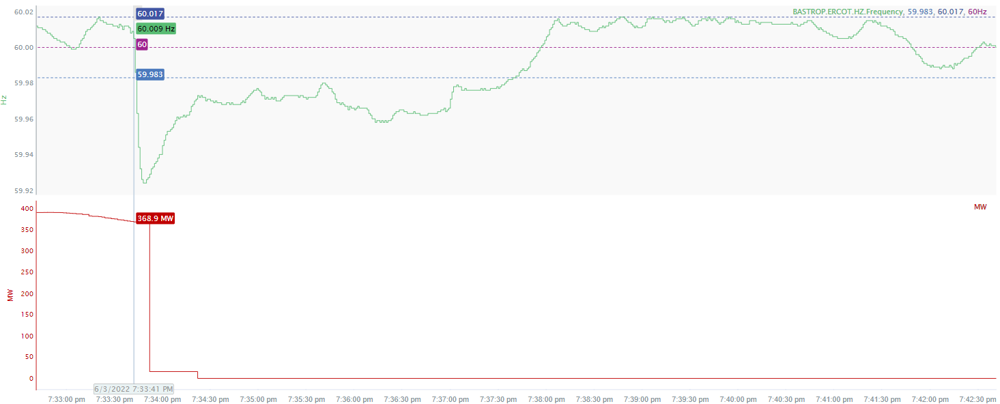 60.02
60.00
59.98
59.96
59.94
59.92
Hz
60.017
60.009 Hz
60
59.983
BASTROP.ERCOT.HZ.Frequency, 59.983, 60.017, 60Hz
400
350
300
250
200
150
100
50
0
MW
368.9 MW
MW
6/3/2022 7:33:41 PM
7:33:00 pm 7:33:30 pm 7:34:00 pm 7:34:30 pm 7:35:00 pm 7:35:30 pm 7:36:00 pm 7:36:30 pm 7:37:00 pm 7:37:30 pm 7:38:00 pm 7:38:30 pm 7:39:00 pm 7:39:30 pm 7:40:00 pm 7:40:30 pm 7:41:00 pm 7:41:30 pm 7:42:00 pm 7:42:30 pm